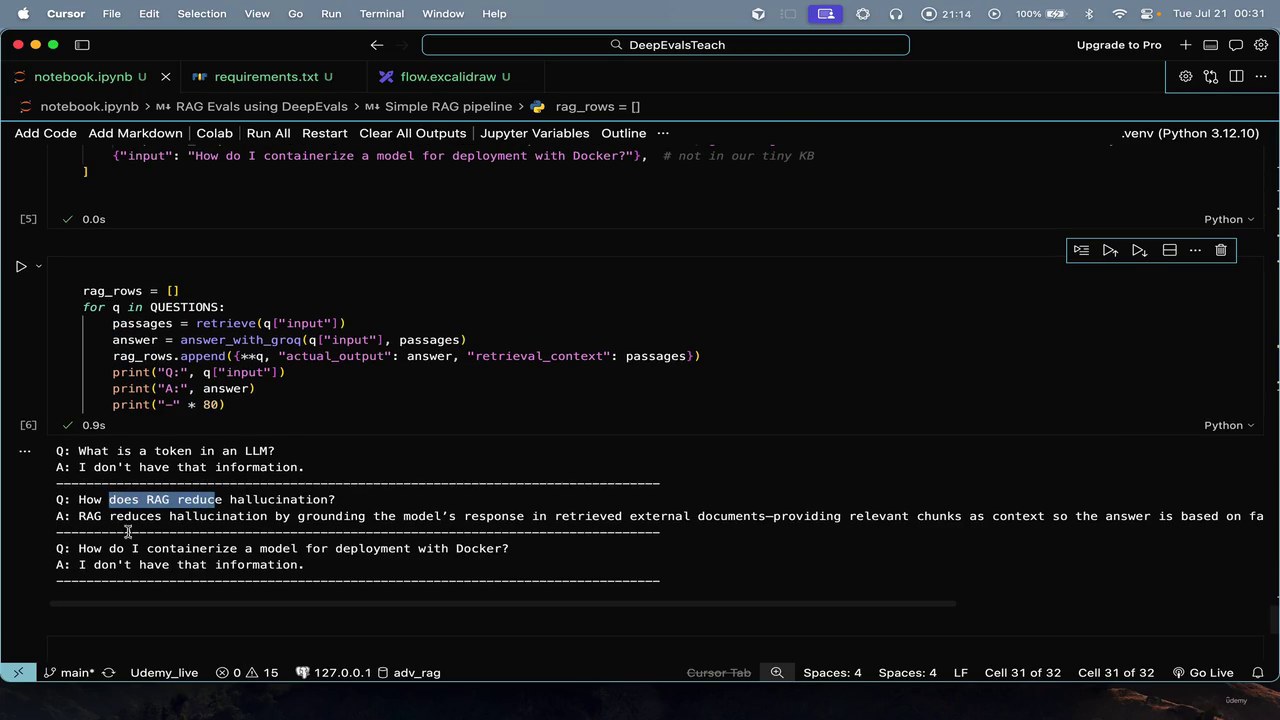 Cursor File Edit Selection View Go Run Terminal Window Help 21:14 100% Tue Jul 21 00:31
DeepEvalsTeach Upgrade to Pro
notebook.ipynb U requirements.txt U flow.excalidraw U
notebook.ipynb > M↓ RAG Evals using DeepEvals > M↓ Simple RAG pipeline > rag_rows = []
Add Code Add Markdown Colab Run All Restart Clear All Outputs Jupyter Variables Outline ... .venv (Python 3.12.10)
{"input": "How do I containerize a model for deployment with Docker?"},  # not in our tiny KB
]
[5] 0.0s Python
rag_rows = []
for q in QUESTIONS:
    passages = retrieve(q["input"])
    answer = answer_with_groq(q["input"], passages)
    rag_rows.append({**q, "actual_output": answer, "retrieval_context": passages})
    print("Q:", q["input"])
    print("A:", answer)
    print("—" * 80)
[6] 0.9s Python
Q: What is a token in an LLM?
A: I don't have that information.
————————————————————————————————————————————————————————————————————————————————
Q: How does RAG reduce hallucination?
A: RAG reduces hallucination by grounding the model's response in retrieved external documents—providing relevant chunks as context so the answer is based on fa
————————————————————————————————————————————————————————————————————————————————
Q: How do I containerize a model for deployment with Docker?
A: I don't have that information.
————————————————————————————————————————————————————————————————————————————————
main* Udemy_live 0 15 127.0.0.1 adv_rag Cursor Tab Spaces: 4 Spaces: 4 LF Cell 31 of 32 Cell 31 of 32 Go Live
Udemy